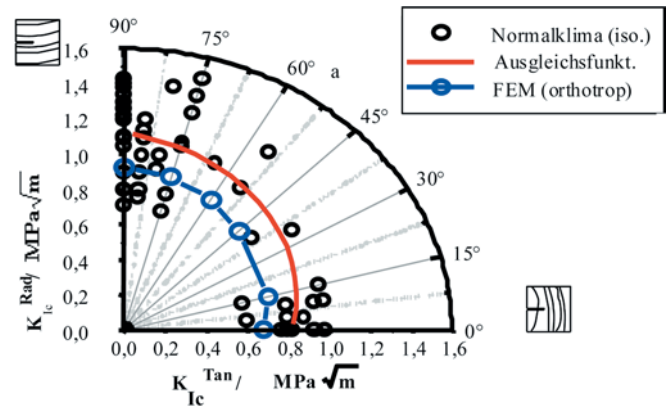 90°
75°
60°
a
45°
30°
15°
0°
Normalklima (iso.)
Ausgleichsfunkt.
FEM (orthotrop)
1,6
1,4
1,2
1,0
0,8
0,6
0,4
0,2
0,0
K Ic Rad/ MPa√m
0,0 0,2 0,4 0,6 0,8 1,0 1,2 1,4 1,6
K Ic Tan/ MPa √m